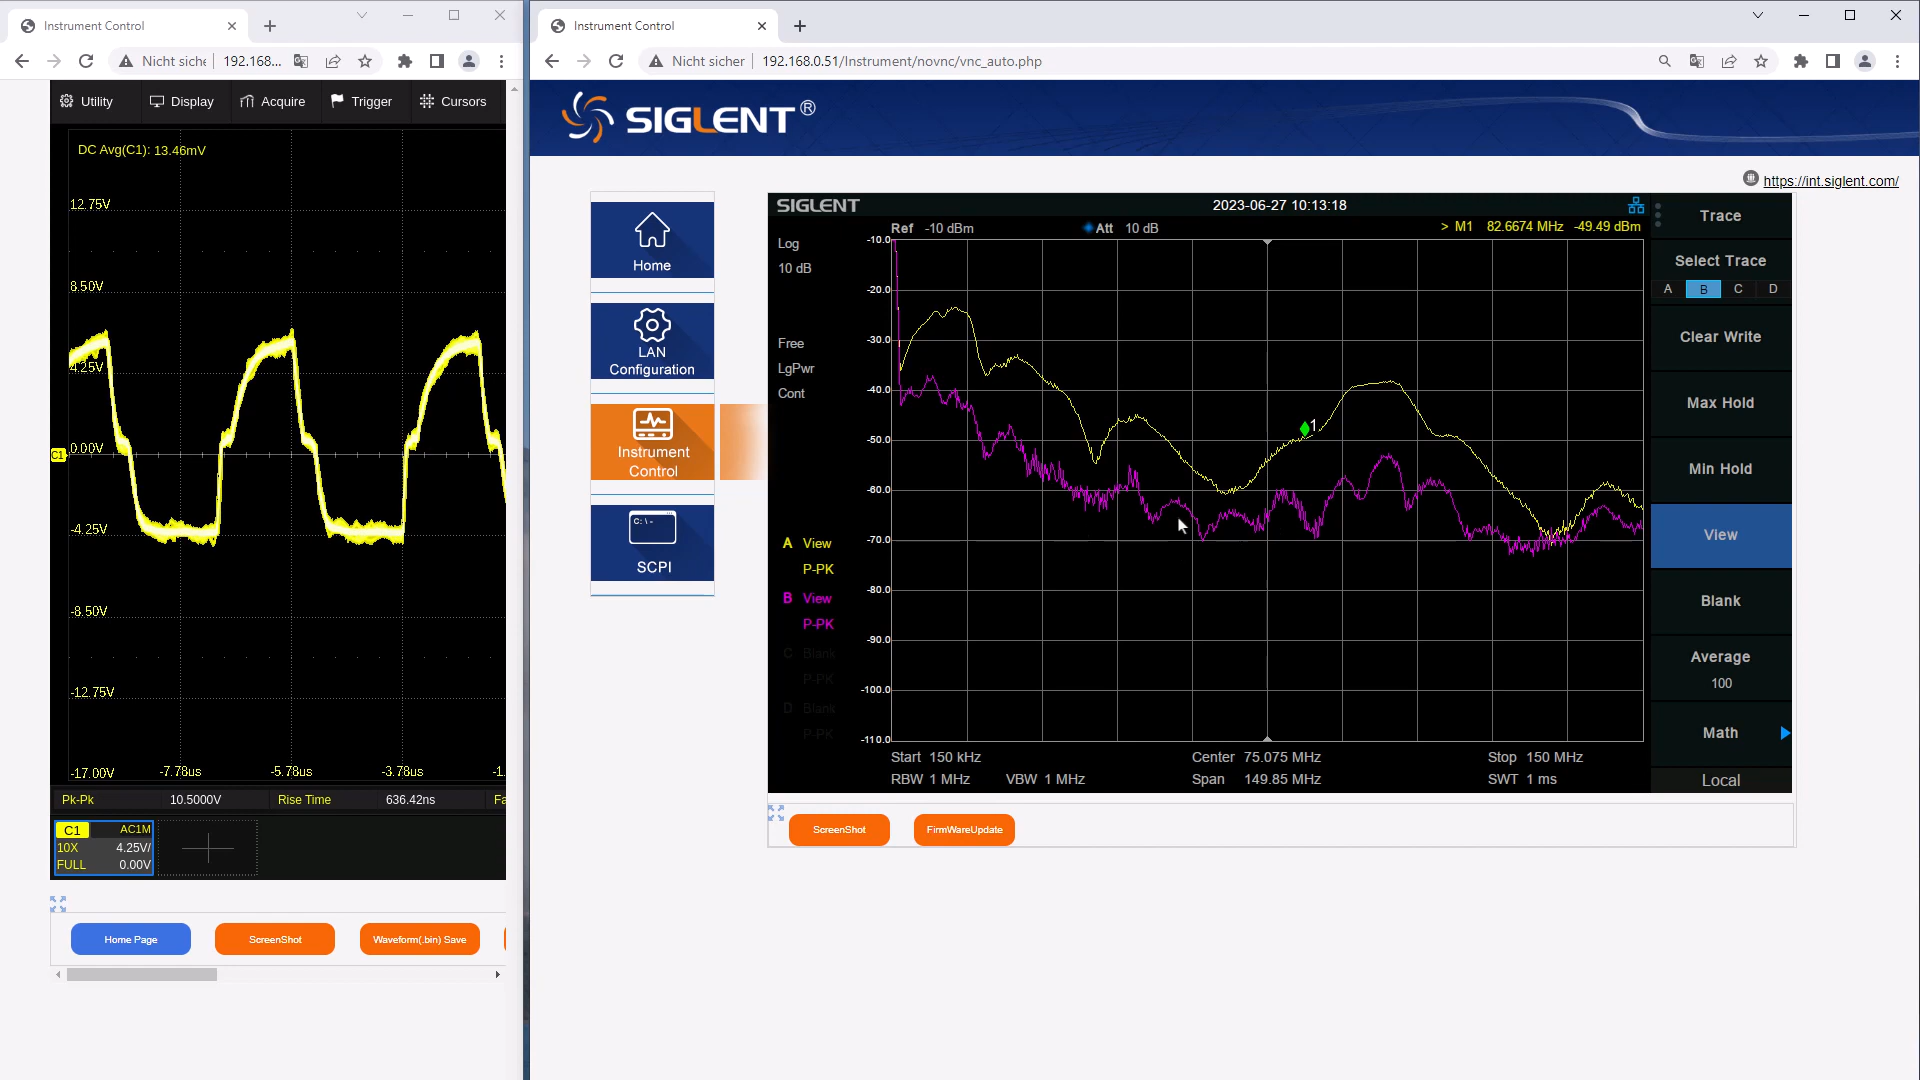 Instrument Control
Nicht siche
192.168...
Utility
Display
Acquire
Trigger
Cursors
DC Avg(C1): 13.46mV
12.75V
8.50V
4.25V
C1
0.00V
-4.25V
-8.50V
-12.75V
-17.00V
-7.78us
-5.78us
-3.78us
-1.
Pk-Pk
10.5000V
Rise Time
636.42ns
Fa
C1
AC1M
10X
4.25V/
FULL
0.00V
Home Page
ScreenShot
Waveform(.bin) Save
Instrument Control
Nicht sicher
192.168.0.51/Instrument/novnc/vnc_auto.php
SIGLENT®
https://int.siglent.com/
Home
LAN
Configuration
Instrument
Control
C:\-
SCPI
SIGLENT
2023-06-27 10:13:18
Ref -10 dBm
Att 10 dB
> M1 82.6674 MHz -49.49 dBm
Log
10 dB
Free
LgPwr
Cont
A View
P-PK
B View
P-PK
C Blank
P-PK
D Blank
P-PK
-10.0
-20.0
-30.0
-40.0
-50.0
-60.0
-70.0
-80.0
-90.0
-100.0
-110.0
1
Start 150 kHz
Center 75.075 MHz
Stop 150 MHz
RBW 1 MHz
VBW 1 MHz
Span 149.85 MHz
SWT 1 ms
Trace
Select Trace
A B C D
Clear Write
Max Hold
Min Hold
View
Blank
Average
100
Math
Local
ScreenShot
FirmWareUpdate